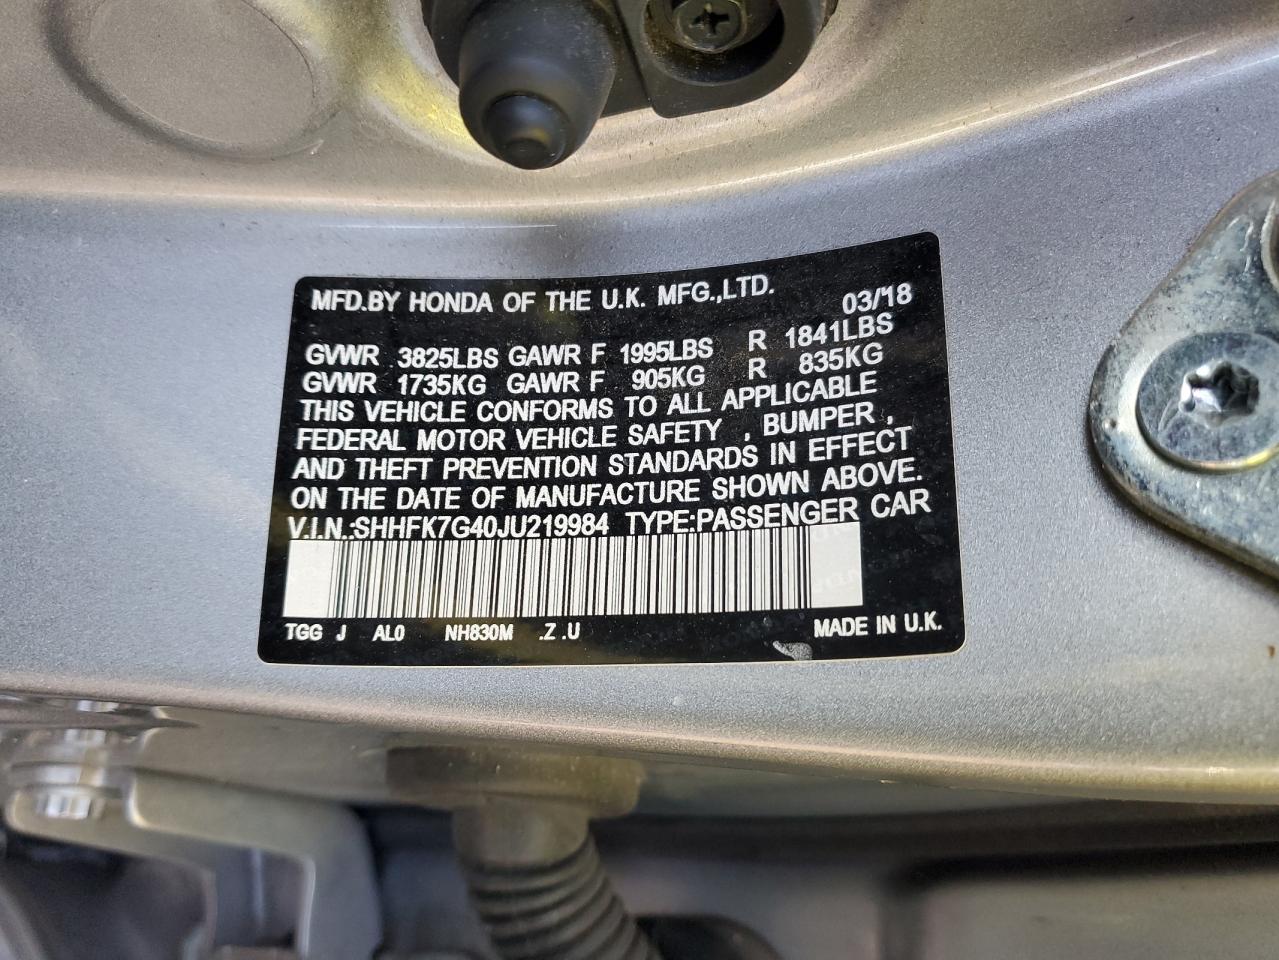 MFD.BY HONDA OF THE U.K. MFG.,LTD.
03/'18
GVWR 3825LBS GAWR F 1995LBS R 1841LBS
GVWR 1735KG GAWR F 905KG R 835KG
THIS VEHICLE CONFORMS TO ALL APPLICABLE
FEDERAL MOTOR VEHICLE SAFETY , BUMPER ,
AND THEFT PREVENTION STANDARDS IN EFFECT
ON THE DATE OF MANUFACTURE SHOWN ABOVE.
V.I.N.:SHHFK7G40JU219984 TYPE:PASSENGER CAR
TGG J AL0 NH830M .Z .U MADE IN U.K.